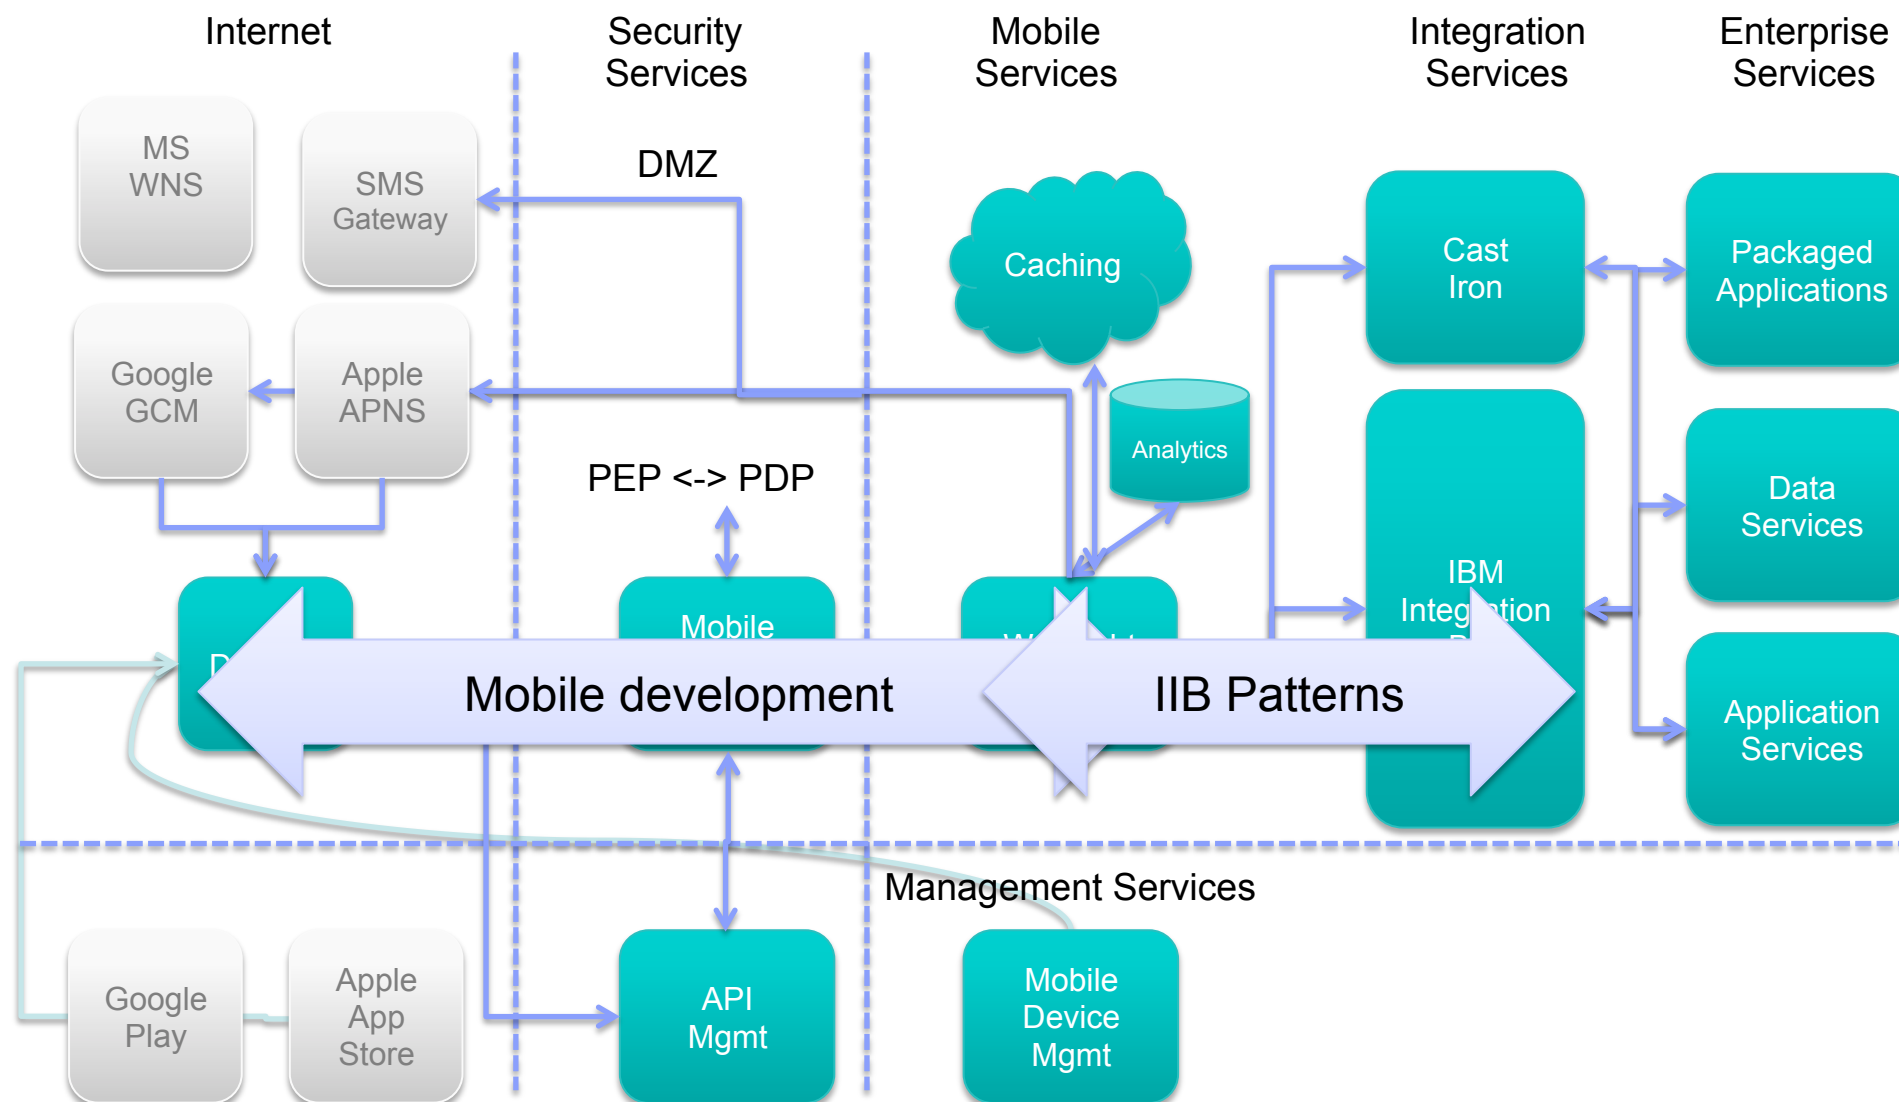 Internet
Security
Services
Mobile
Services
Integration
Services
Enterprise
Services
MS
WNS
SMS
Gateway
DMZ
Caching
Cast
Iron
Packaged
Applications
Google
GCM
Apple
APNS
Analytics
PEP <-> PDP
Data
Services
IBM
Integration
Mobile
Mobile development
IIB Patterns
Application
Services
Management Services
Google
Play
Apple
App
Store
API
Mgmt
Mobile
Device
Mgmt